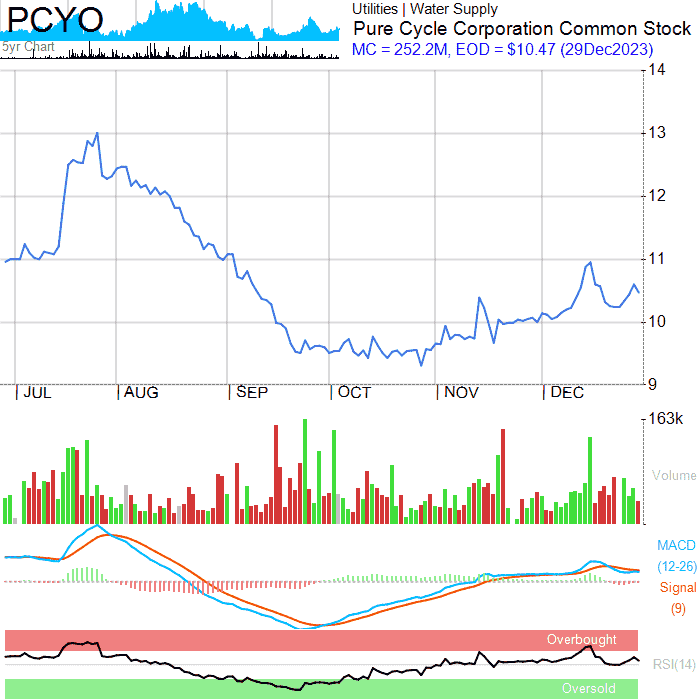 PCYO
5yr Chart
Utilities | Water Supply
Pure Cycle Corporation Common Stock
MC = 252.2M, EOD = $10.47 (29Dec2023)
14
13
12
11
10
9
| JUL | AUG | SEP | OCT | NOV | DEC
163k
Volume
MACD
(12-26)
Signal
(9)
Overbought
RSI(14)
Oversold